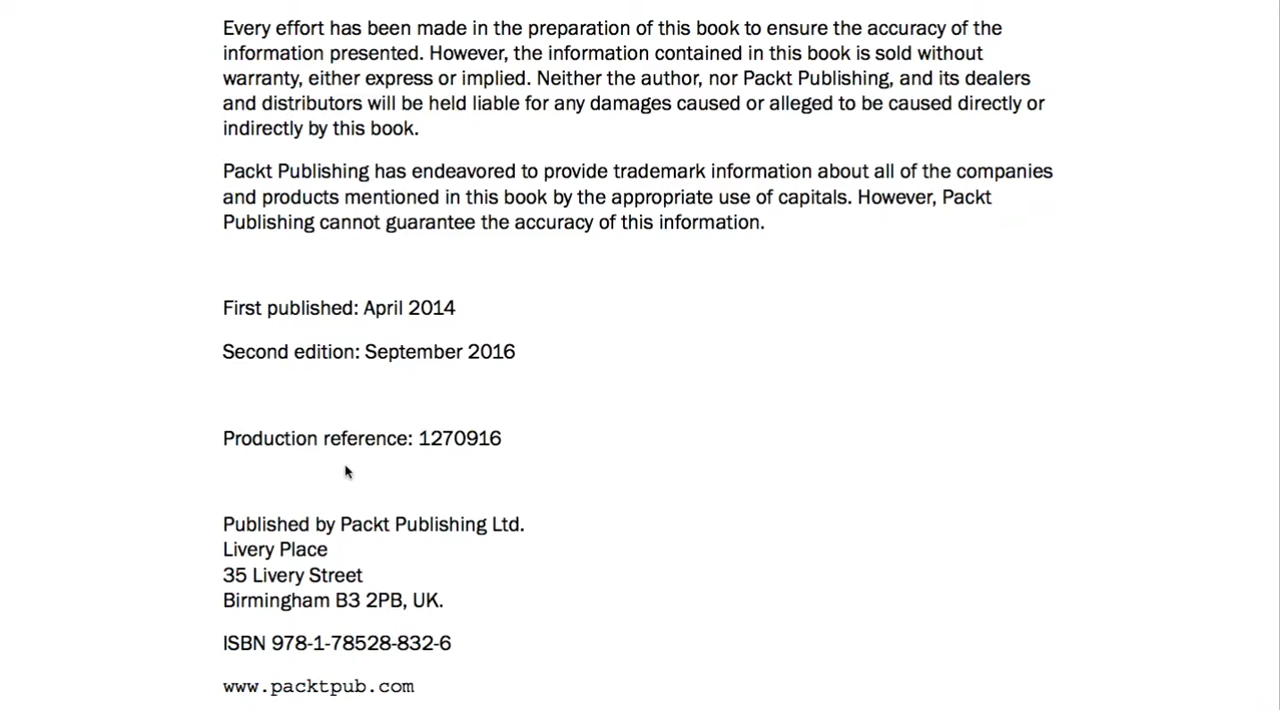 Every effort has been made in the preparation of this book to ensure the accuracy of the
information presented. However, the information contained in this book is sold without
warranty, either express or implied. Neither the author, nor Packt Publishing, and its dealers
and distributors will be held liable for any damages caused or alleged to be caused directly or
indirectly by this book.
Packt Publishing has endeavored to provide trademark information about all of the companies
and products mentioned in this book by the appropriate use of capitals. However, Packt
Publishing cannot guarantee the accuracy of this information.
First published: April 2014
Second edition: September 2016
Production reference: 1270916
Published by Packt Publishing Ltd.
Livery Place
35 Livery Street
Birmingham B3 2PB, UK.
ISBN 978-1-78528-832-6
www.packtpub.com